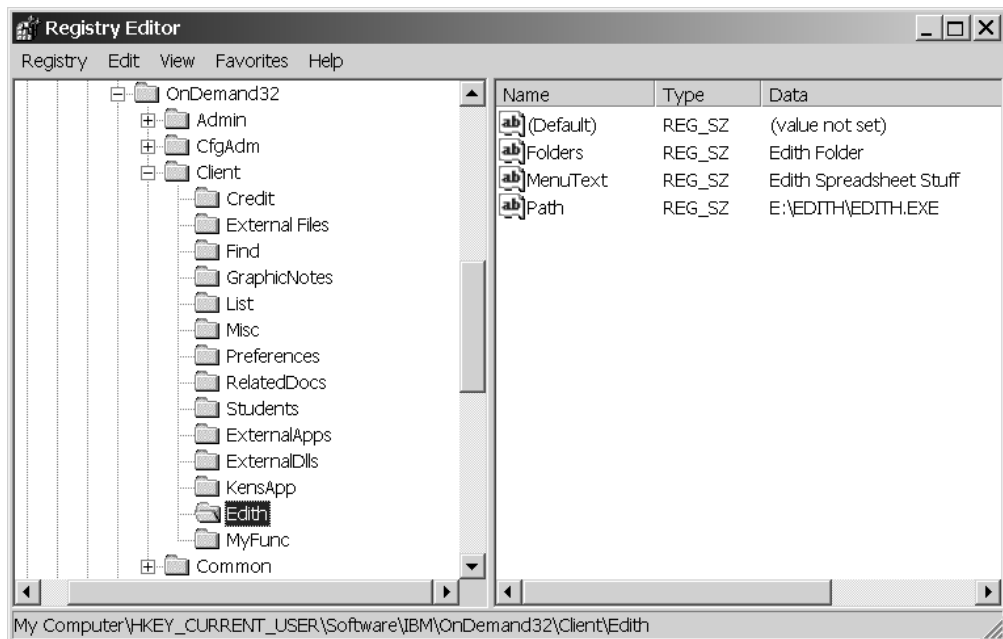 Registry Editor
Registry Edit View Favorites Help
OnDemand32
Admin
CfgAdm
Client
Credit
External Files
Find
GraphicNotes
List
Misc
Preferences
RelatedDocs
Students
ExternalApps
ExternalDlls
KensApp
Edith
MyFunc
Common
Name Type Data
(Default) REG_SZ (value not set)
Folders REG_SZ Edith Folder
MenuText REG_SZ Edith Spreadsheet Stuff
Path REG_SZ E:\EDITH\EDITH.EXE
My Computer\HKEY_CURRENT_USER\Software\IBM\OnDemand32\Client\Edith